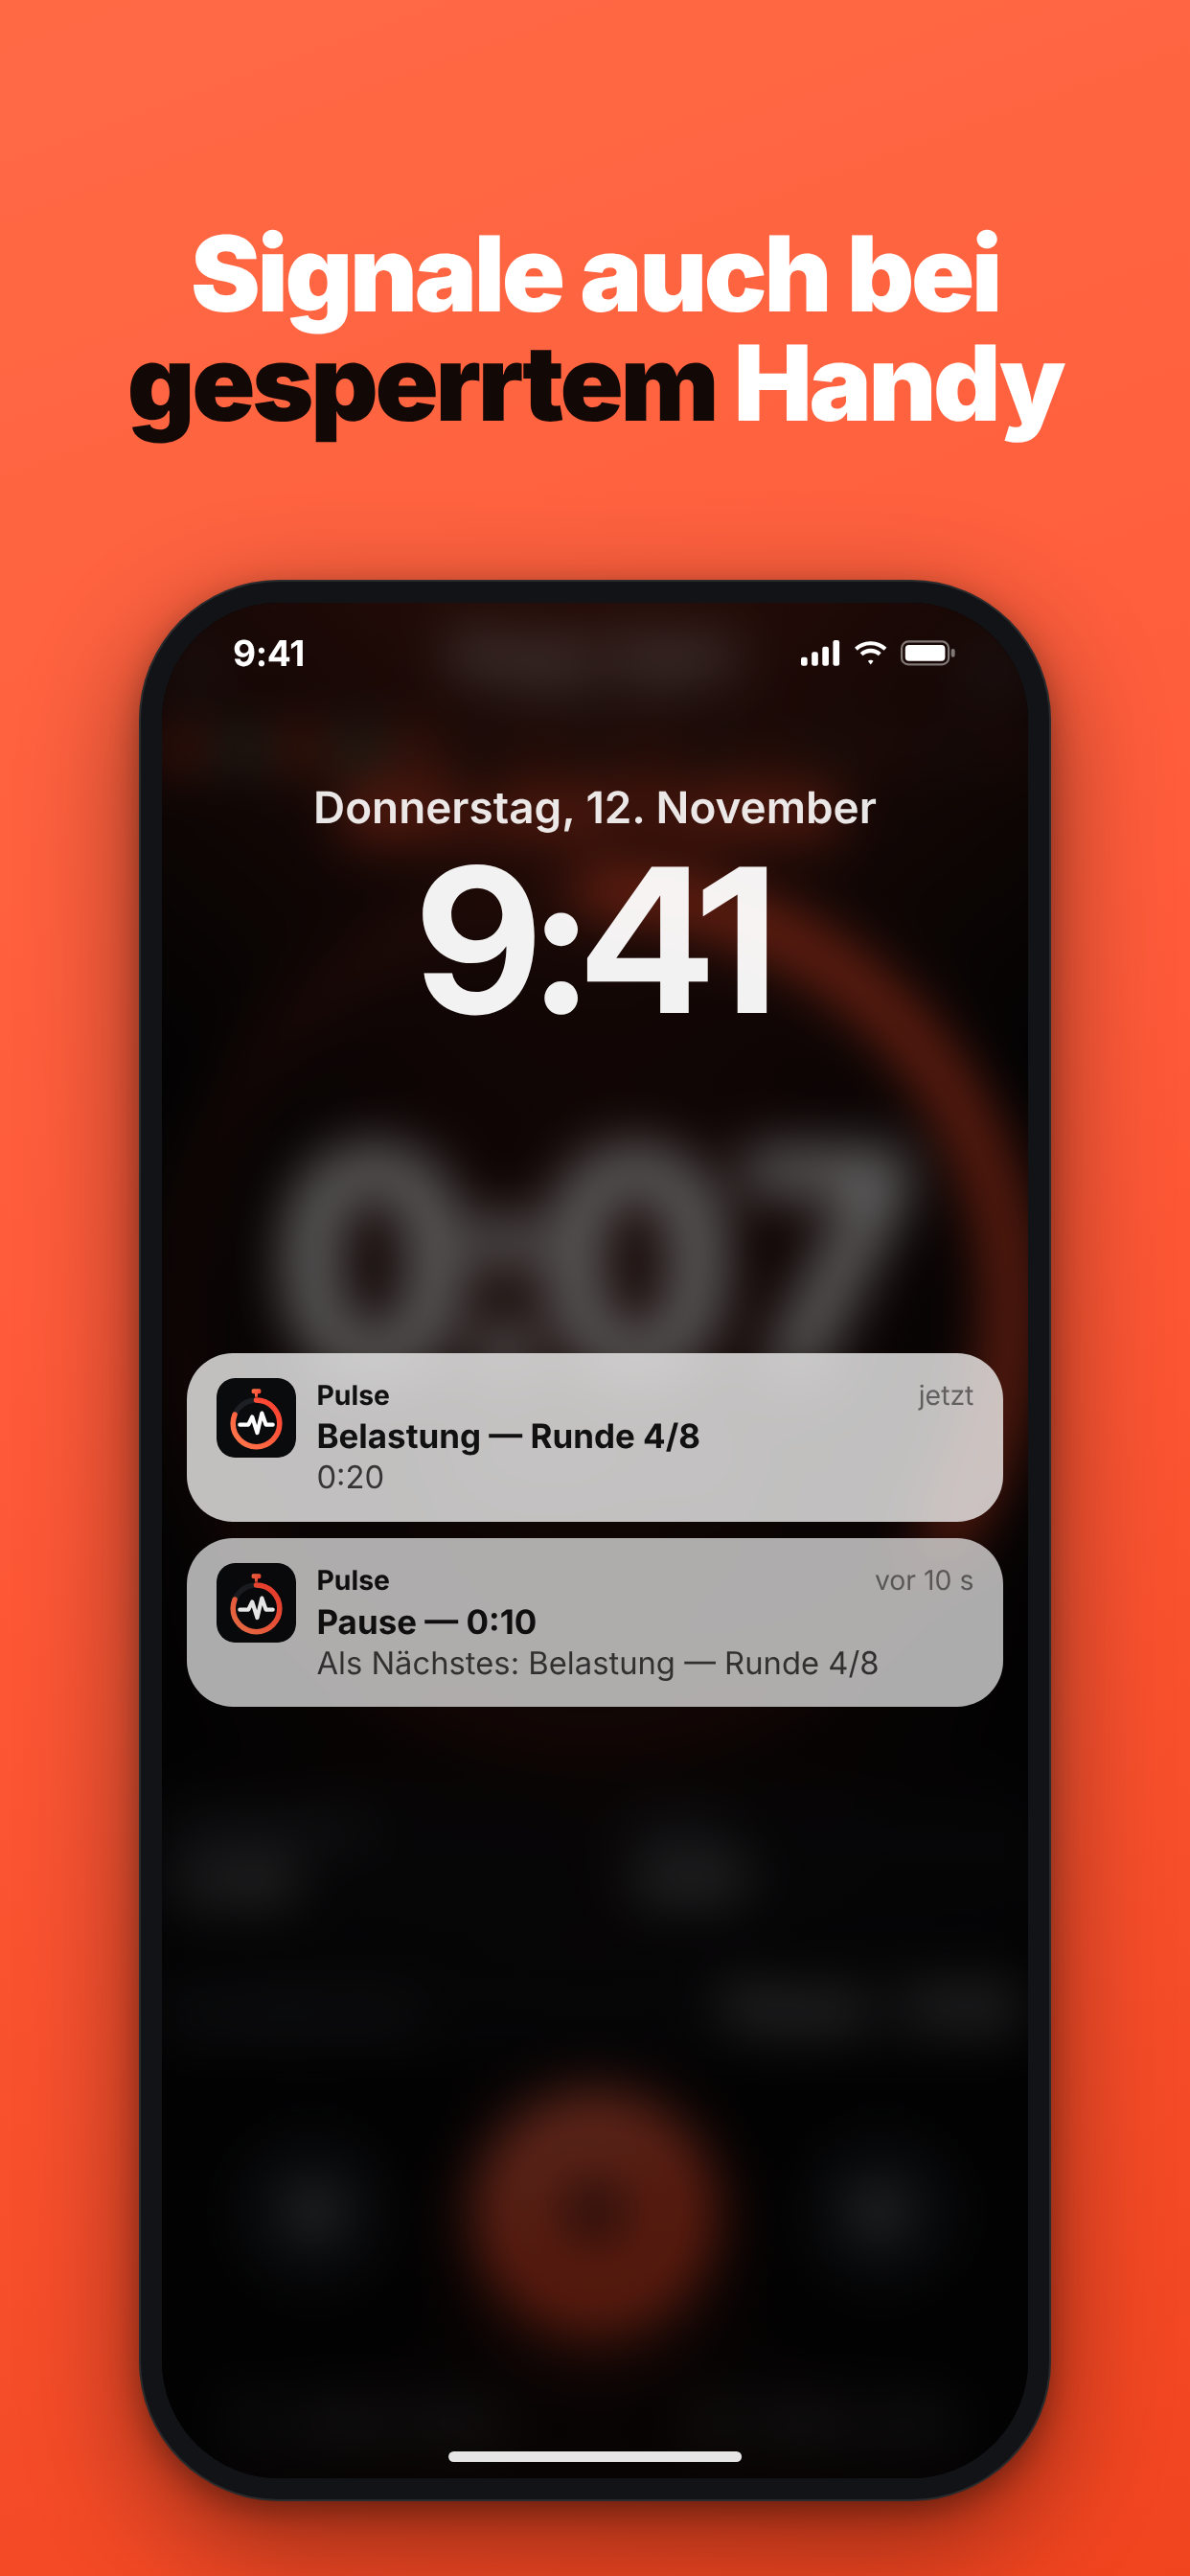 Signale auch bei
gesperrtem Handy
9:41
Donnerstag, 12. November
9:41
0:07
Pulse
jetzt
Belastung — Runde 4/8
0:20
Pulse
vor 10 s
Pause — 0:10
Als Nächstes: Belastung — Runde 4/8